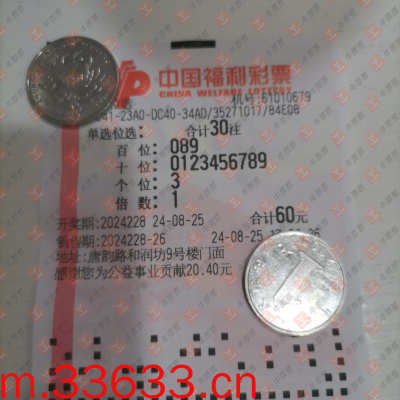 中国福利彩票
CHINA WELFARE LOTTERY
机号:61010679
41-23A0-DC40-34AD/35271017/84E08
单选位选: 合计30注
百 位: 089
十 位: 0123456789
个 位: 3
倍 数: 1
开奖期:2024228 24-08-25 合计60元
销售期:2024228-26 24-08-25
地址:唐韵路和润坊9号楼门面
感谢您为公益事业贡献20.40元
m.33633.cn